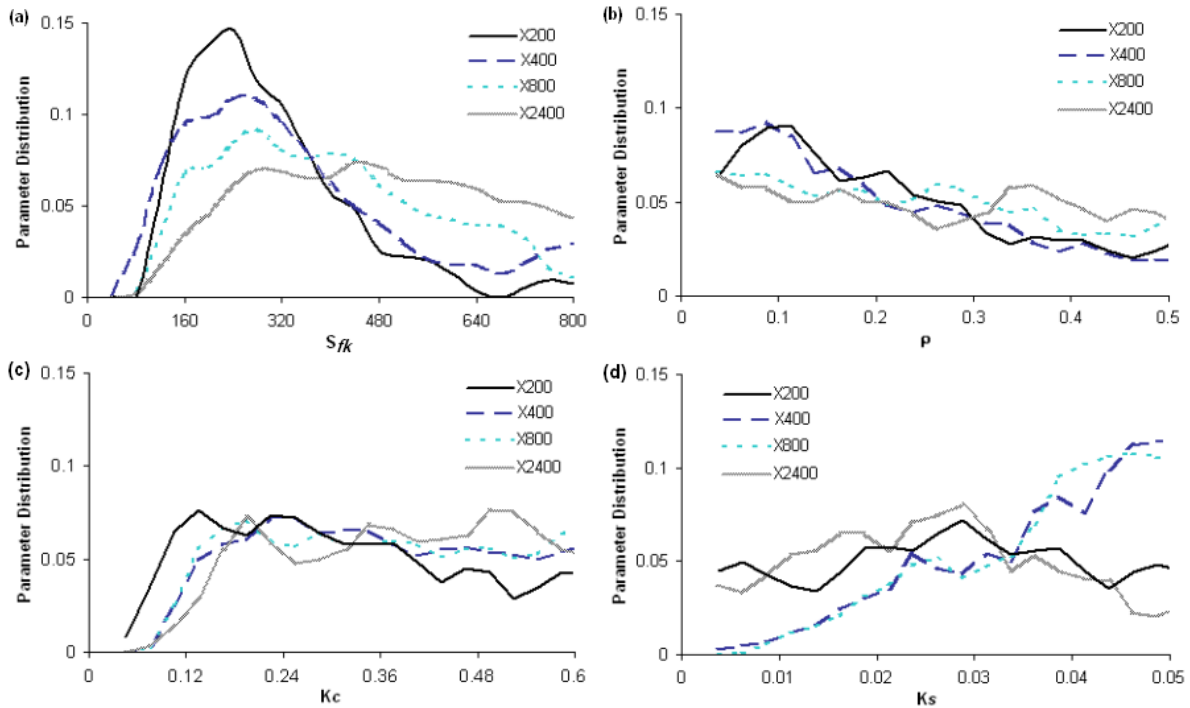 (a)
0.15
0.1
0.05
0
Parameter Distribution
X200
X400
X800
X2400
0 160 320 480 640 800
Sfk
(b)
0.15
0.1
0.05
0
Parameter Distribution
X200
X400
X800
X2400
0 0.1 0.2 0.3 0.4 0.5
ρ
(c)
0.15
0.1
0.05
0
Parameter Distribution
X200
X400
X800
X2400
0 0.12 0.24 0.36 0.48 0.6
Kc
(d)
0.15
0.1
0.05
0
Parameter Distribution
X200
X400
X800
X2400
0 0.01 0.02 0.03 0.04 0.05
Ks